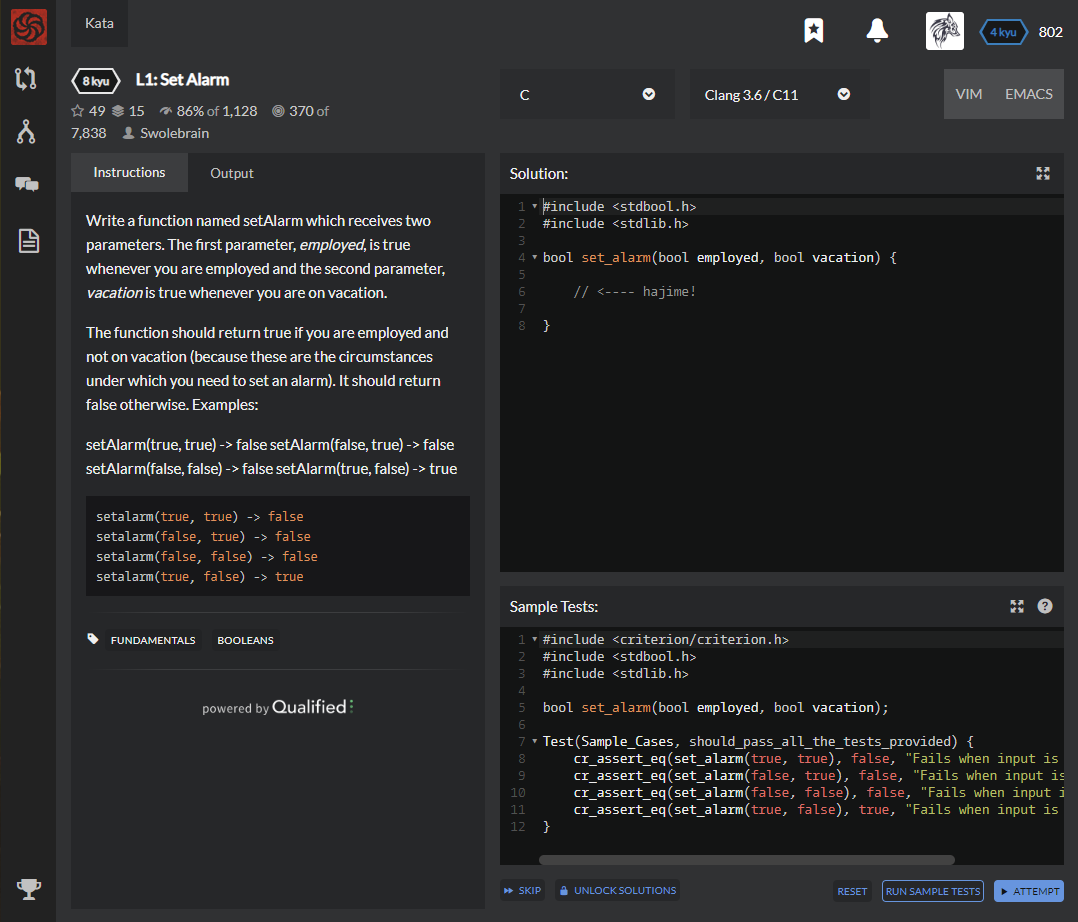 Kata
4 kyu 802
8 kyu L1: Set Alarm
49 15 86% of 1,128 370 of
7,838 Swolebrain
C
Clang 3.6 / C11
VIM EMACS
Instructions Output
Write a function named setAlarm which receives two
parameters. The first parameter, employed, is true
whenever you are employed and the second parameter,
vacation is true whenever you are on vacation.
The function should return true if you are employed and
not on vacation (because these are the circumstances
under which you need to set an alarm). It should return
false otherwise. Examples:
setAlarm(true, true) -> false setAlarm(false, true) -> false
setAlarm(false, false) -> false setAlarm(true, false) -> true
setalarm(true, true) -> false
setalarm(false, true) -> false
setalarm(false, false) -> false
setalarm(true, false) -> true
FUNDAMENTALS BOOLEANS
powered by Qualified
Solution:
1 #include <stdbool.h>
2 #include <stdlib.h>
3
4 bool set_alarm(bool employed, bool vacation) {
5
6 // <---- hajime!
7
8 }
Sample Tests:
1 #include <criterion/criterion.h>
2 #include <stdbool.h>
3 #include <stdlib.h>
4
5 bool set_alarm(bool employed, bool vacation);
6
7 Test(Sample_Cases, should_pass_all_the_tests_provided) {
8 cr_assert_eq(set_alarm(true, true), false, "Fails when input is
9 cr_assert_eq(set_alarm(false, true), false, "Fails when input is
10 cr_assert_eq(set_alarm(false, false), false, "Fails when input i
11 cr_assert_eq(set_alarm(true, false), true, "Fails when input is
12 }
SKIP UNLOCK SOLUTIONS RESET RUN SAMPLE TESTS ATTEMPT